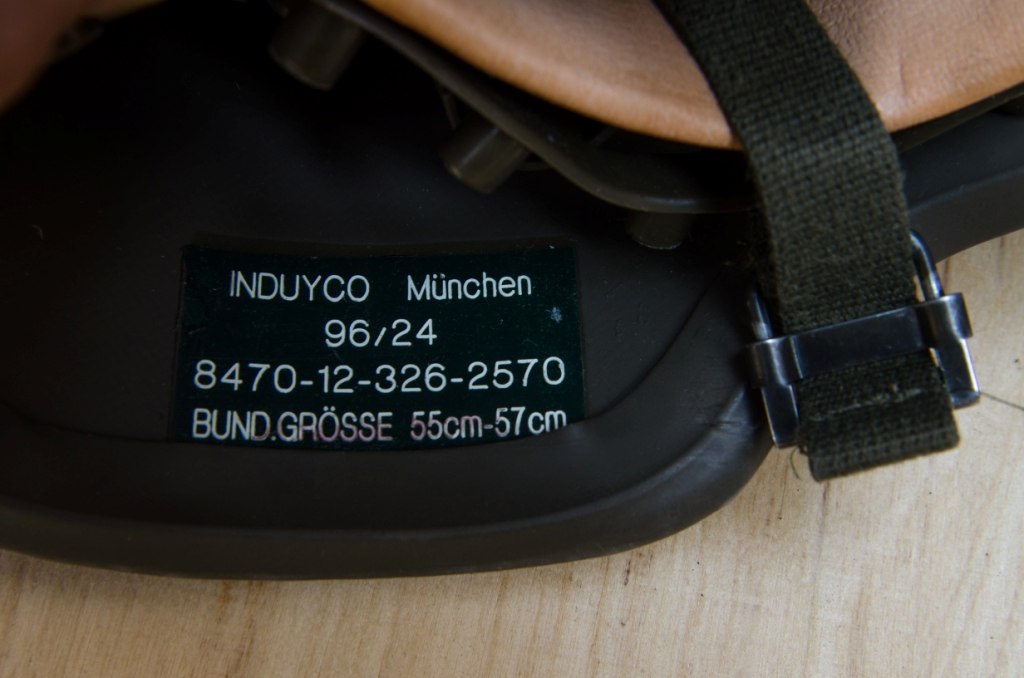 INDUYCO München
96/24
8470-12-326-2570
BUND.GRÖSSE 55cm-57cm